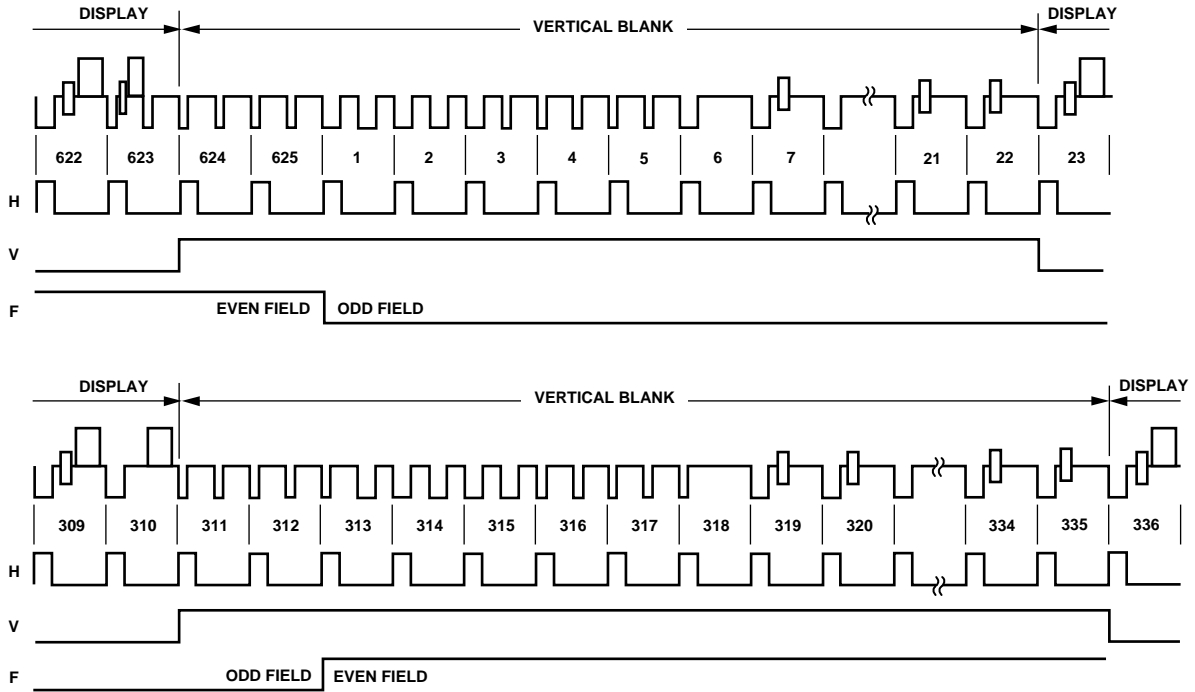 DISPLAY VERTICAL BLANK DISPLAY
622 623 624 625 1 2 3 4 5 6 7 21 22 23
H
V
F EVEN FIELD ODD FIELD
DISPLAY VERTICAL BLANK DISPLAY
309 310 311 312 313 314 315 316 317 318 319 320 334 335 336
H
V
F ODD FIELD EVEN FIELD